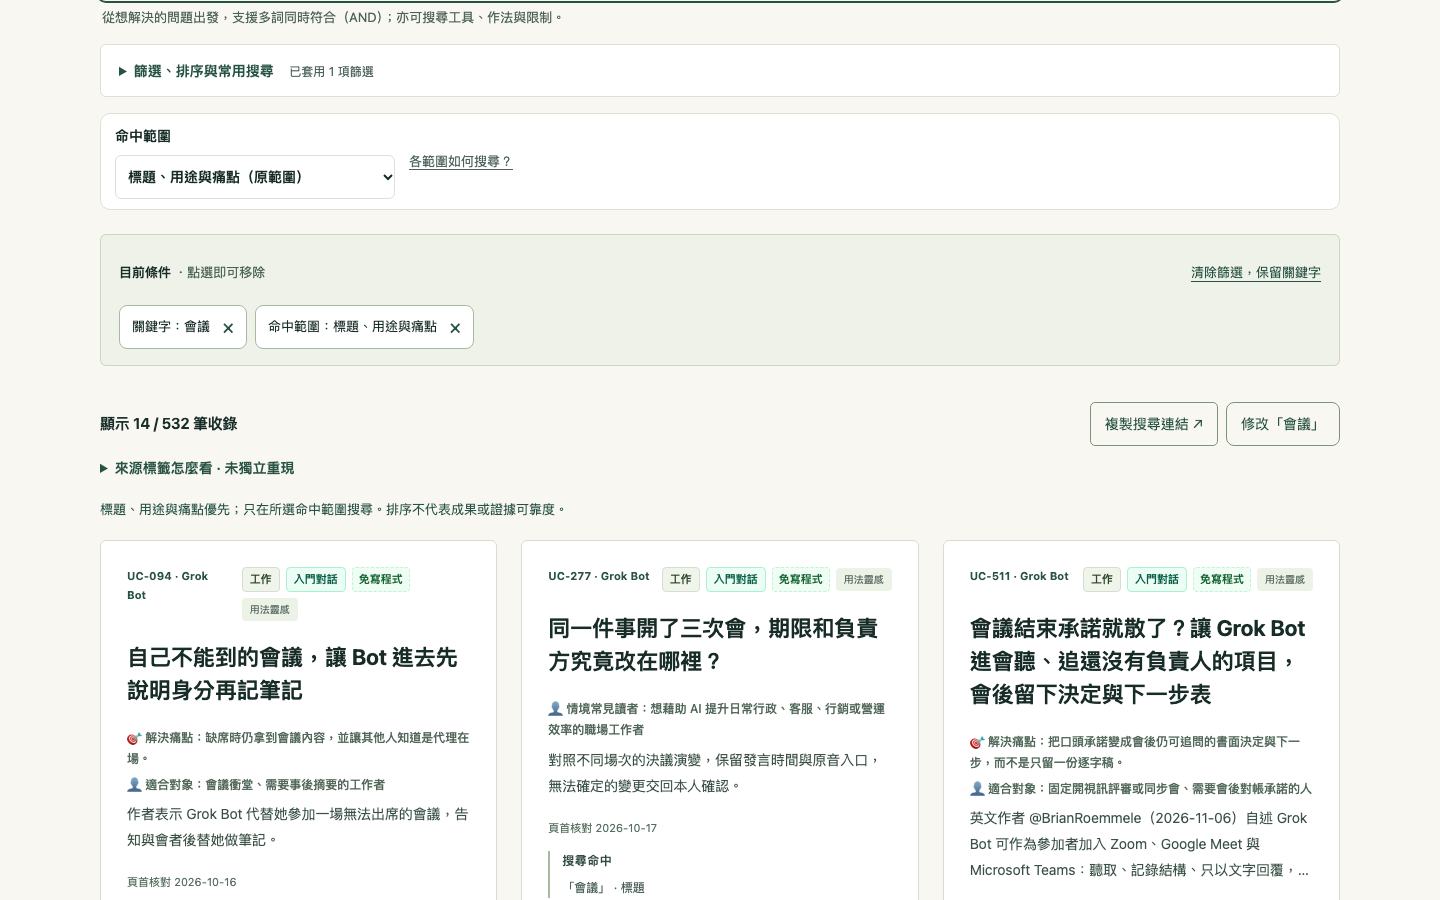 從想解決的問題出發，支援多詞同時符合（AND）；亦可搜尋工具、作法與限制。
▶ 篩選、排序與常用搜尋 已套用 1 項篩選
命中範圍
標題、用途與痛點（原範圍）
各範圍如何搜尋？
目前條件 · 點選即可移除
清除篩選，保留關鍵字
關鍵字：會議 ×
命中範圍：標題、用途與痛點 ×
顯示 14 / 532 筆收錄
複製搜尋連結 ↗
修改「會議」
▶ 來源標籤怎麼看 · 未獨立重現
標題、用途與痛點優先；只在所選命中範圍搜尋。排序不代表成果或證據可靠度。
UC-094 · Grok
Bot
工作 入門對話 免寫程式
用法靈感
自己不能到的會議，讓 Bot 進去先
說明身分再記筆記
🎯 解決痛點：缺席時仍拿到會議內容，並讓其他人知道是代理在
場。
👤 適合對象：會議衝堂、需要事後摘要的工作者
作者表示 Grok Bot 代替她參加一場無法出席的會議，告
知與會者後替她做筆記。
頁首核對 2026-10-16
UC-277 · Grok Bot 工作 入門對話 免寫程式 用法靈感
同一件事開了三次會，期限和負責
方究竟改在哪裡？
👤 情境常見讀者：想藉助 AI 提升日常行政、客服、行銷或營運
效率的職場工作者
對照不同場次的決議演變，保留發言時間與原音入口，
無法確定的變更交回本人確認。
頁首核對 2026-10-17
搜尋命中
「會議」 · 標題
UC-511 · Grok Bot 工作 入門對話 免寫程式 用法靈感
會議結束承諾就散了？讓 Grok Bot
進會聽、追還沒有負責人的項目，
會後留下決定與下一步表
🎯 解決痛點：把口頭承諾變成會後仍可追問的書面決定與下一
步，而不是只留一份逐字稿。
👤 適合對象：固定開視訊評審或同步會、需要會後對帳承諾的人
英文作者 @BrianRoemmele（2026-11-06）自述 Grok
Bot 可作為參加者加入 Zoom、Google Meet 與
Microsoft Teams：聽取、記錄結構、只以文字回覆，...